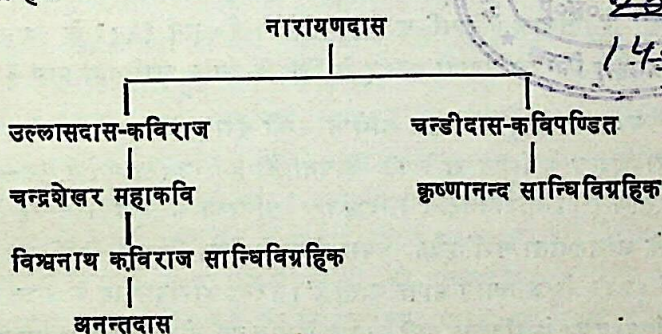 नारायणदास
उल्लासदास-कविराज चन्डीदास-कविपण्डित
चन्द्रशेखर महाकवि कृष्णानन्द सान्धिविग्रहिक
विश्वनाथ कविराज सान्धिविग्रहिक
अनन्तदास